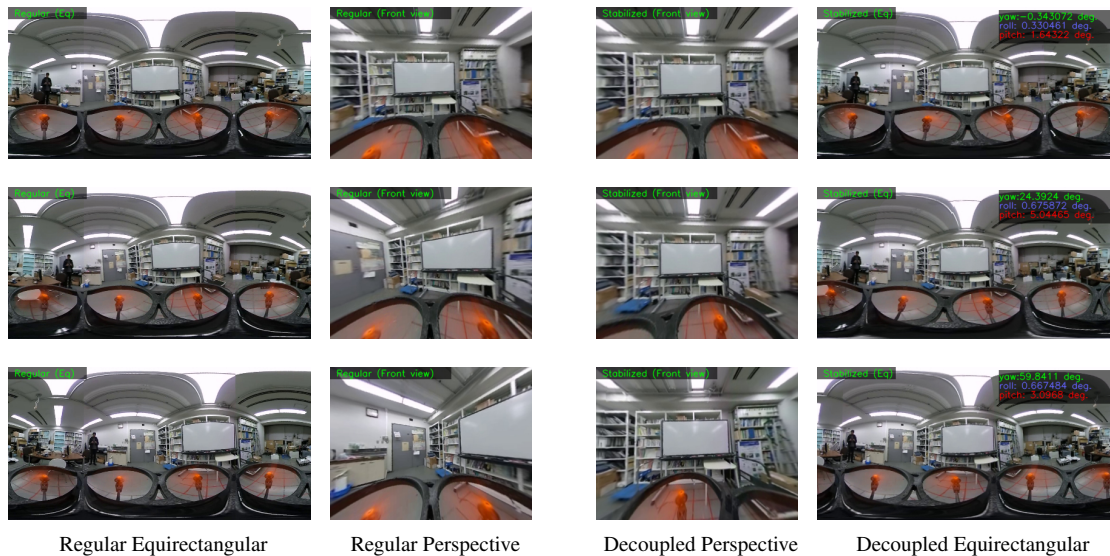 Regular (Eq)
Regular (Front view)
Stabilized (Front view)
Stabilized (Eq)
yaw:-0.343072 deg.
roll: 0.330461 deg.
pitch: 1.64322 deg.
Regular (Eq)
Regular (Front view)
Stabilized (Front view)
Stabilized (Eq)
yaw:24.3924 deg.
roll: 0.675872 deg.
pitch: 5.04465 deg.
Regular (Eq)
Regular (Front view)
Stabilized (Front view)
Stabilized (Eq)
yaw:59.8411 deg.
roll: 0.667484 deg.
pitch: 3.0968 deg.
Regular Equirectangular
Regular Perspective
Decoupled Perspective
Decoupled Equirectangular